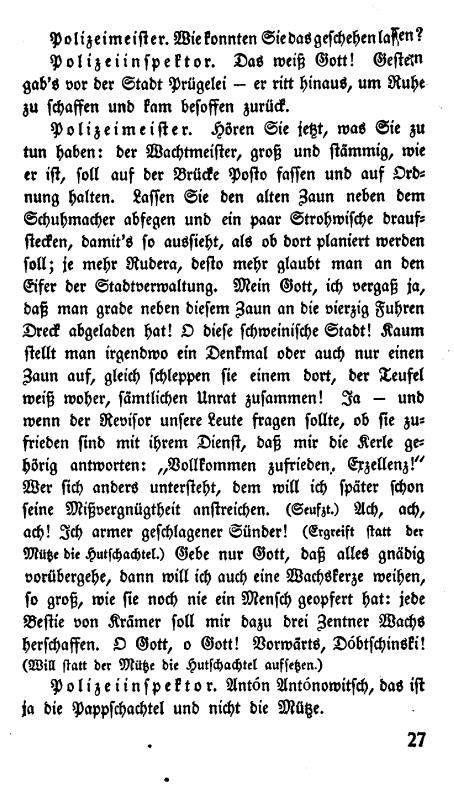 Polizeimeister. Wie konnten Sie das geschehen lassen?
Polizeiinspektor. Das weiß Gott! Gestern
gab's vor der Stadt Prügelei — er ritt hinaus, um Ruhe
zu schaffen und kam besoffen zurück.
Polizeimeister. Hören Sie jetzt, was Sie zu
tun haben: der Wachtmeister, groß und stämmig, wie
er ist, soll auf der Brücke Posto fassen und auf Ord-
nung halten. Lassen Sie den alten Zaun neben dem
Schuhmacher abfegen und ein paar Strohwische drauf-
stecken, damit's so aussieht, als ob dort planiert werden
soll; je mehr Rudera, desto mehr glaubt man an den
Eifer der Stadtverwaltung. Mein Gott, ich vergaß ja,
daß man grade neben diesem Zaun an die vierzig Fuhren
Dreck abgeladen hat! O diese schweinische Stadt! Kaum
stellt man irgendwo ein Denkmal oder auch nur einen
Zaun auf, gleich schleppen sie einem dort, der Teufel
weiß woher, sämtlichen Unrat zusammen! Ja — und
wenn der Revisor unsere Leute fragen sollte, ob sie zu-
frieden sind mit ihrem Dienst, daß mir die Kerle ge-
hörig antworten: „Vollkommen zufrieden, Exzellenz!“
Wer sich anders untersteht, dem will ich später schon
seine Mißvergnügtheit anstreichen. (Seufzt.) Ach, ach,
ach! Ich armer geschlagener Sünder! (Ergreift statt der
Mütze die Hutschachtel.) Gebe nur Gott, daß alles gnädig
vorübergehe, dann will ich auch eine Wachskerze weihen,
so groß, wie sie noch nie ein Mensch geopfert hat: jede
Bestie von Krämer soll mir dazu drei Zentner Wachs
herschaffen. O Gott, o Gott! Vorwärts, Dóbtschinski!
(Will statt der Mütze die Hutschachtel aufsetzen.)
Polizeiinspektor. Antón Antónowitsch, das ist
ja die Pappschachtel und nicht die Mütze.
27